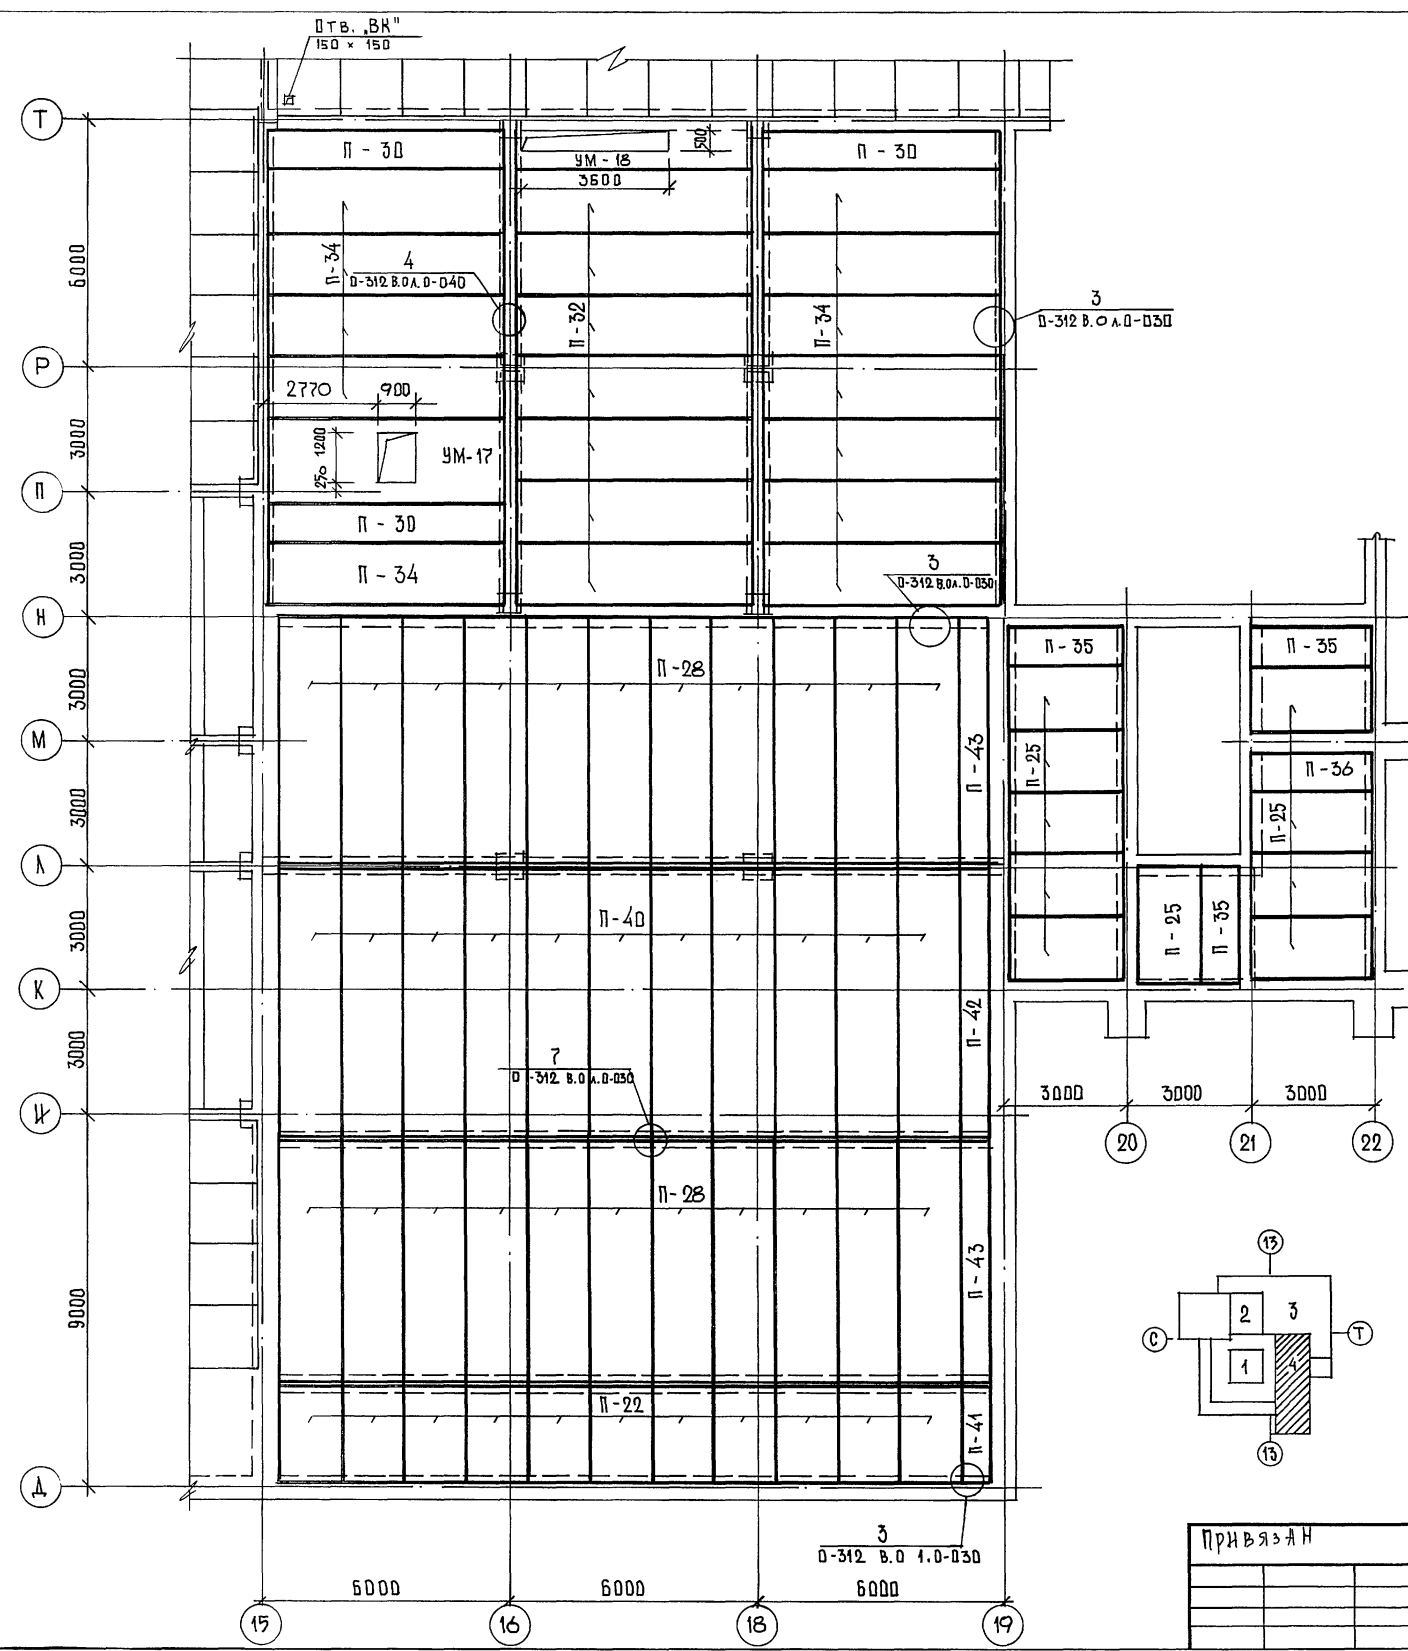 Отв. „ВК"
150 × 150
Т
П - 30
УМ - 18
3600
500
П - 30
6000
П-34
4
0-312 В.0 л.0-040
П-32
П-34
3
0-312 В.0 л.0-030
Р
2770
900
3000
1200
250
УМ-17
П
П - 30
3000
П - 34
3
0-312 В.0 л.0-030
Н
П-28
П-35
П-35
3000
М
П-43
П-25
П-36
3000
П-25
Л
П-40
П-25
П-35
3000
К
П-42
3000
7
0-312 В.0 л.0-030
3000
3000
3000
И
20
21
22
П-28
П-43
9000
13
2
3
С
Т
1
4
13
П-22
П-41
Д
3
0-312 В.0 1.0-030
ПРИВЯЗАН
6000
6000
6000
15
16
18
19